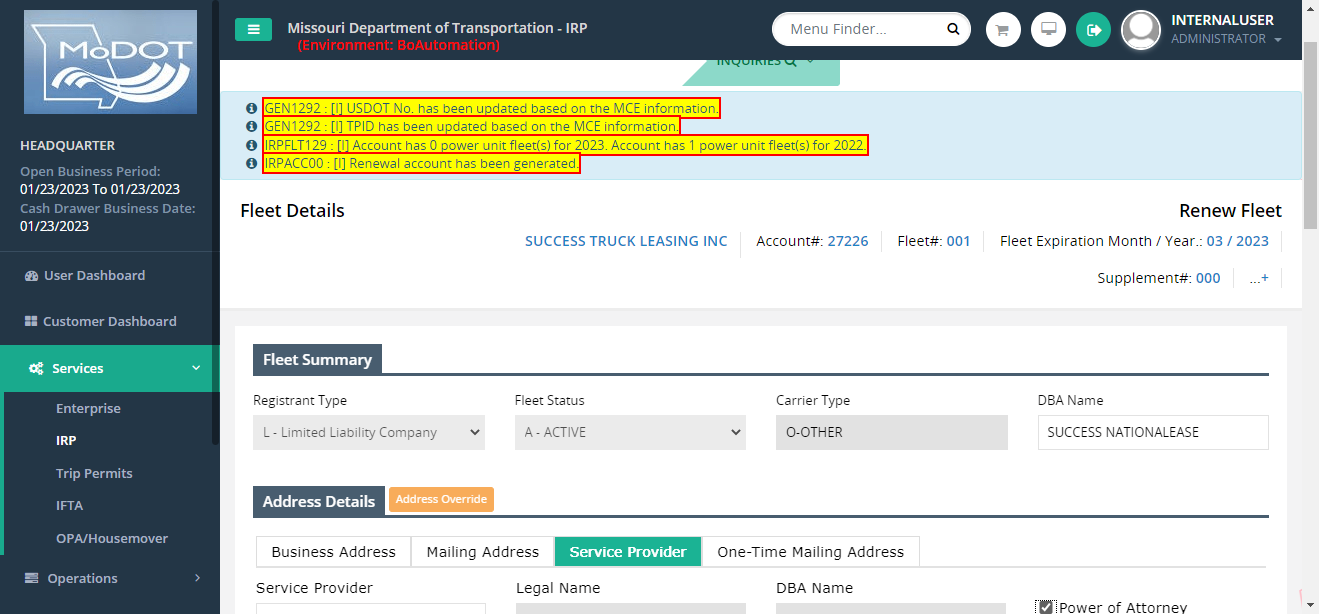 MoDOT
Missouri Department of Transportation - IRP
(Environment: BoAutomation)
Menu Finder...
INTERNALUSER
ADMINISTRATOR
HEADQUARTER
Open Business Period:
01/23/2023 To 01/23/2023
Cash Drawer Business Date:
01/23/2023
User Dashboard
Customer Dashboard
Services
Enterprise
IRP
Trip Permits
IFTA
OPA/Housemover
Operations
INQUIRIES
GEN1292 : [I] USDOT No. has been updated based on the MCE information.
GEN1292 : [I] TPID has been updated based on the MCE information.
IRPFLT129 : [I] Account has 0 power unit fleet(s) for 2023. Account has 1 power unit fleet(s) for 2022.
IRPACC00 : [I] Renewal account has been generated.
Fleet Details
Renew Fleet
SUCCESS TRUCK LEASING INC Account#: 27226 Fleet#: 001 Fleet Expiration Month / Year.: 03 / 2023
Supplement#: 000 ...+
Fleet Summary
Registrant Type Fleet Status Carrier Type DBA Name
L - Limited Liability Company A - ACTIVE O-OTHER SUCCESS NATIONALEASE
Address Details Address Override
Business Address Mailing Address Service Provider One-Time Mailing Address
Service Provider Legal Name DBA Name
Power of Attorney